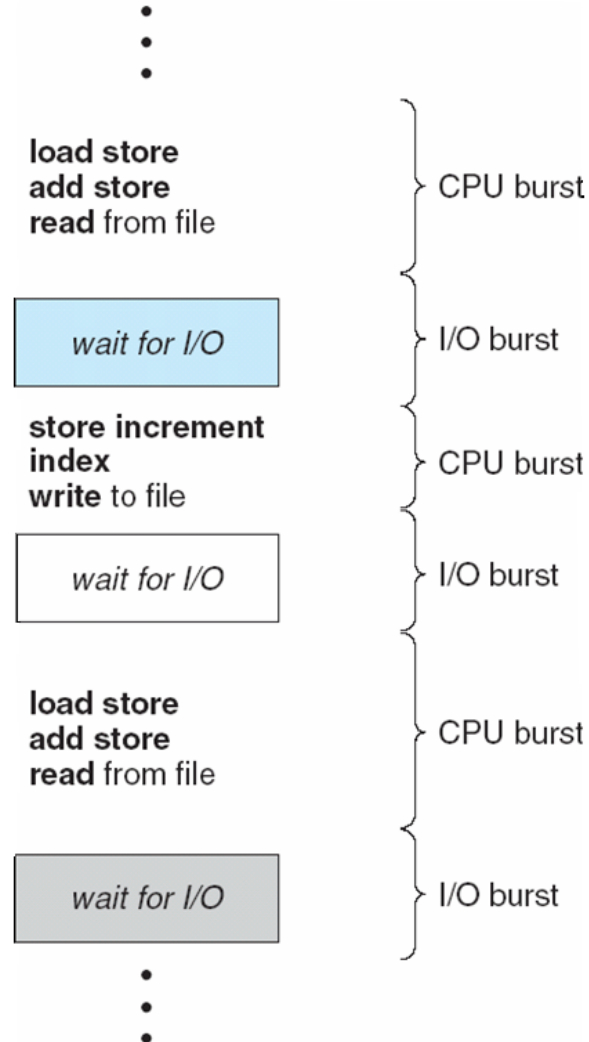 load store
add store
read from file
CPU burst
wait for I/O
I/O burst
store increment
index
write to file
CPU burst
wait for I/O
I/O burst
load store
add store
read from file
CPU burst
wait for I/O
I/O burst